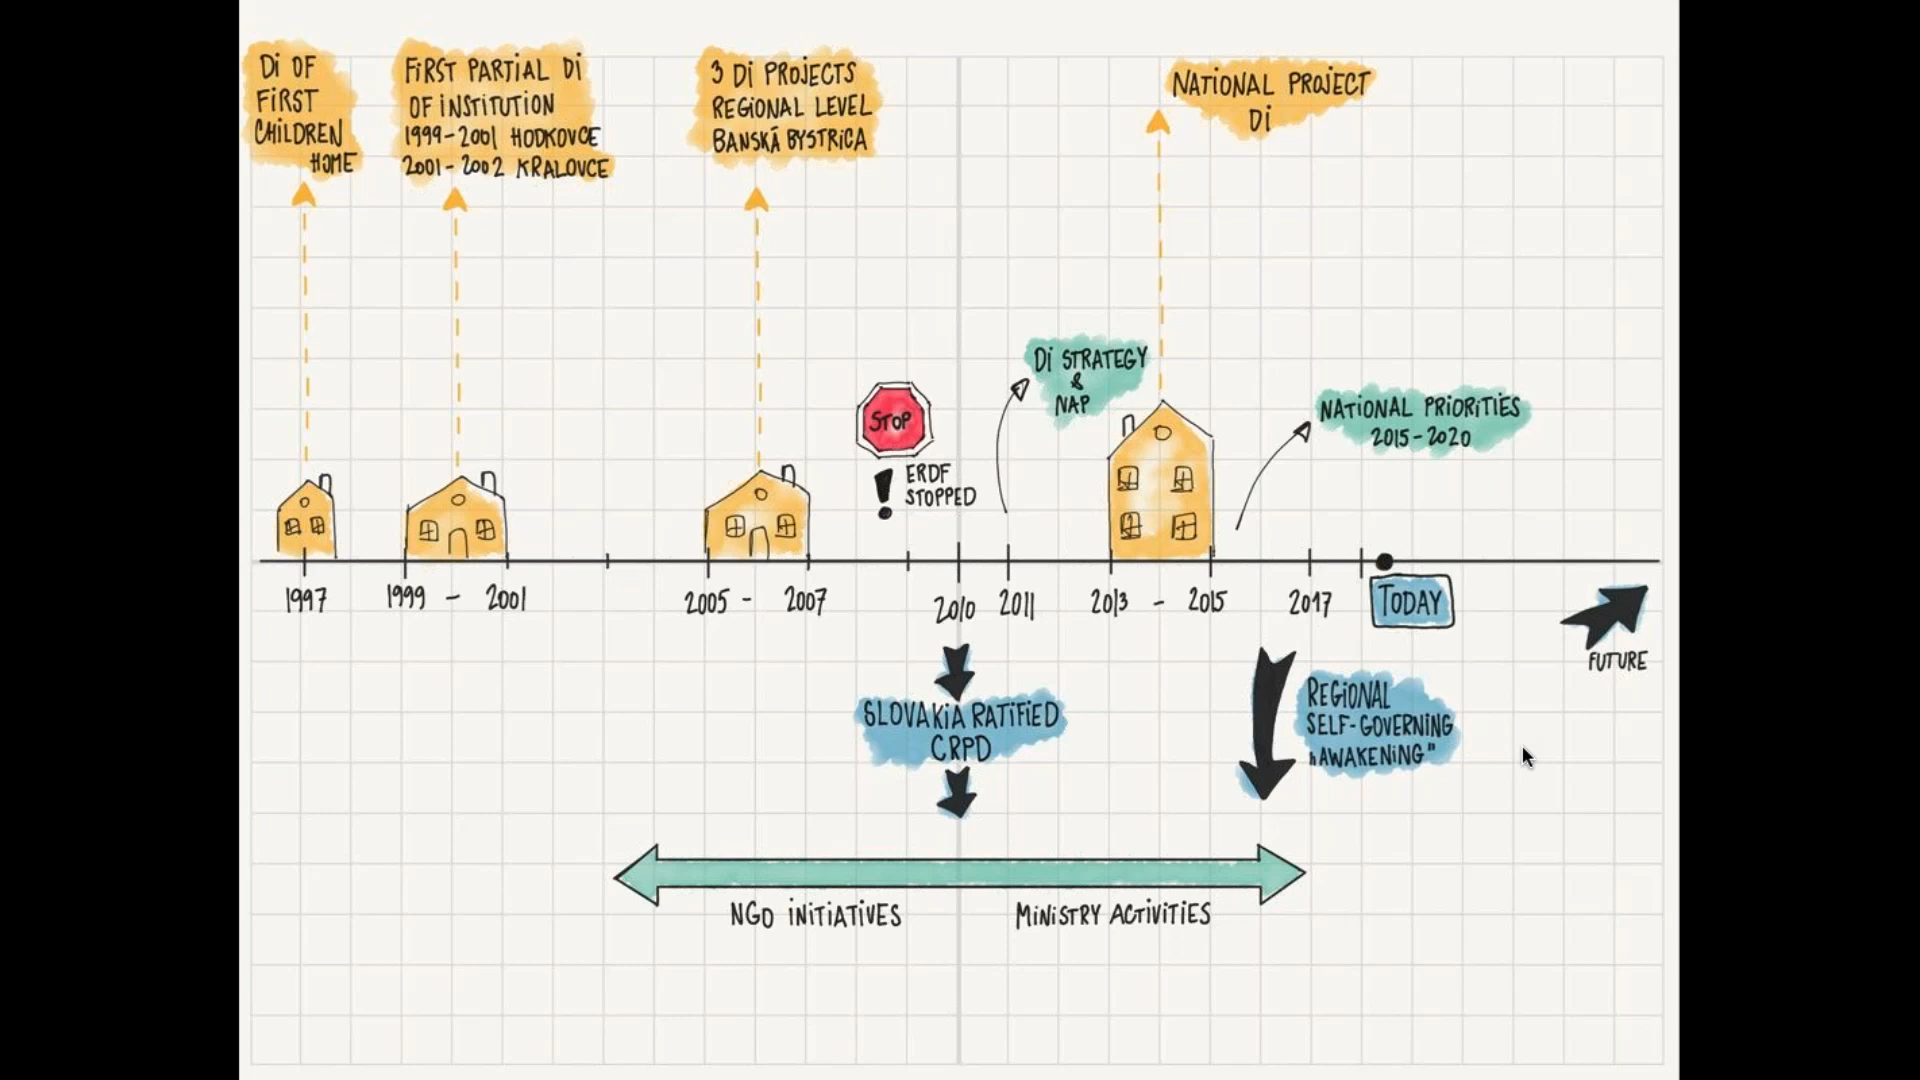 Di OF
FiRST
CHiLDREN
HOME
FiRST PARTIAL Di
OF iNSTITUTION
1999-2001 HODKOVCE
2001-2002 KRALOVCE
3 Di PROJECTS
REGIONAL LEVEL
BANSKÁ BYSTRiCA
NATIONAL PROJECT
Di
Di STRATEGY
&
NAP
NATIONAL PRIORITIES
2015-2020
STOP
! ERDF
STOPPED
1997
1999 - 2001
2005 - 2007
2010
2011
2013 - 2015
2017
TODAY
FUTURE
SLOVAKiA RATiFiED
CRPD
REGiONAL
SELF-GOVERNiNG
„AWAKENiNG"
NGO iNiTiATiVES
MiNiSTRY ACTiViTiES